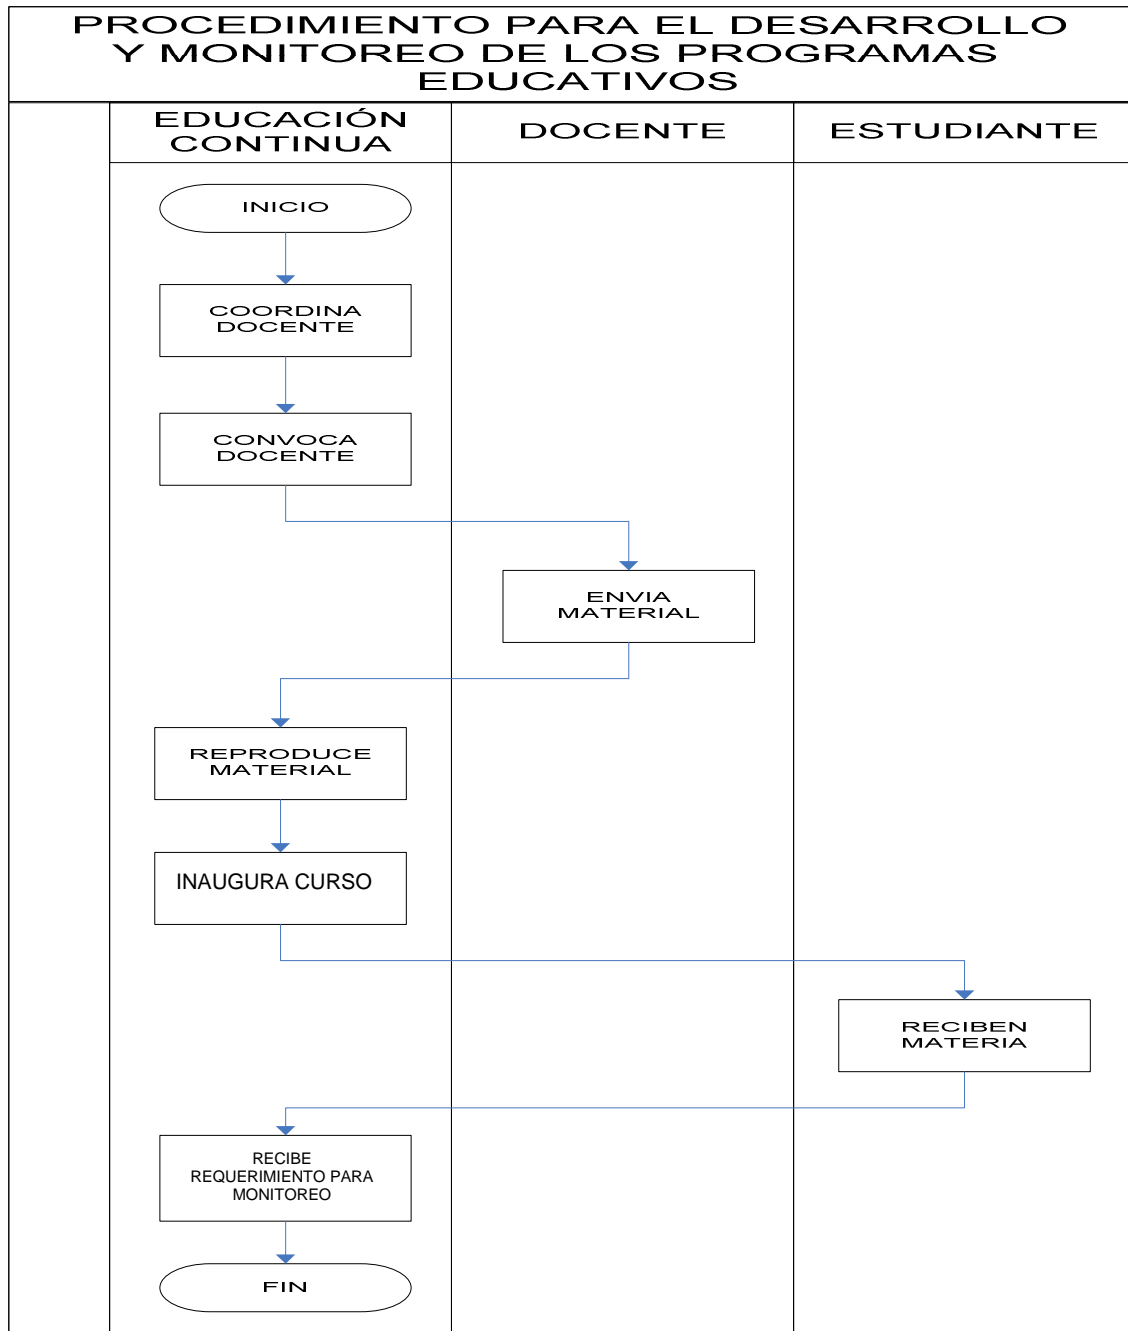 PROCEDIMIENTO PARA EL DESARROLLO
Y MONITOREO DE LOS PROGRAMAS
EDUCATIVOS
EDUCACIÓN
CONTINUA
DOCENTE
ESTUDIANTE
INICIO
COORDINA
DOCENTE
CONVOCA
DOCENTE
ENVIA
MATERIAL
REPRODUCE
MATERIAL
INAUGURA CURSO
RECIBEN
MATERIA
RECIBE
REQUERIMIENTO PARA
MONITOREO
FIN